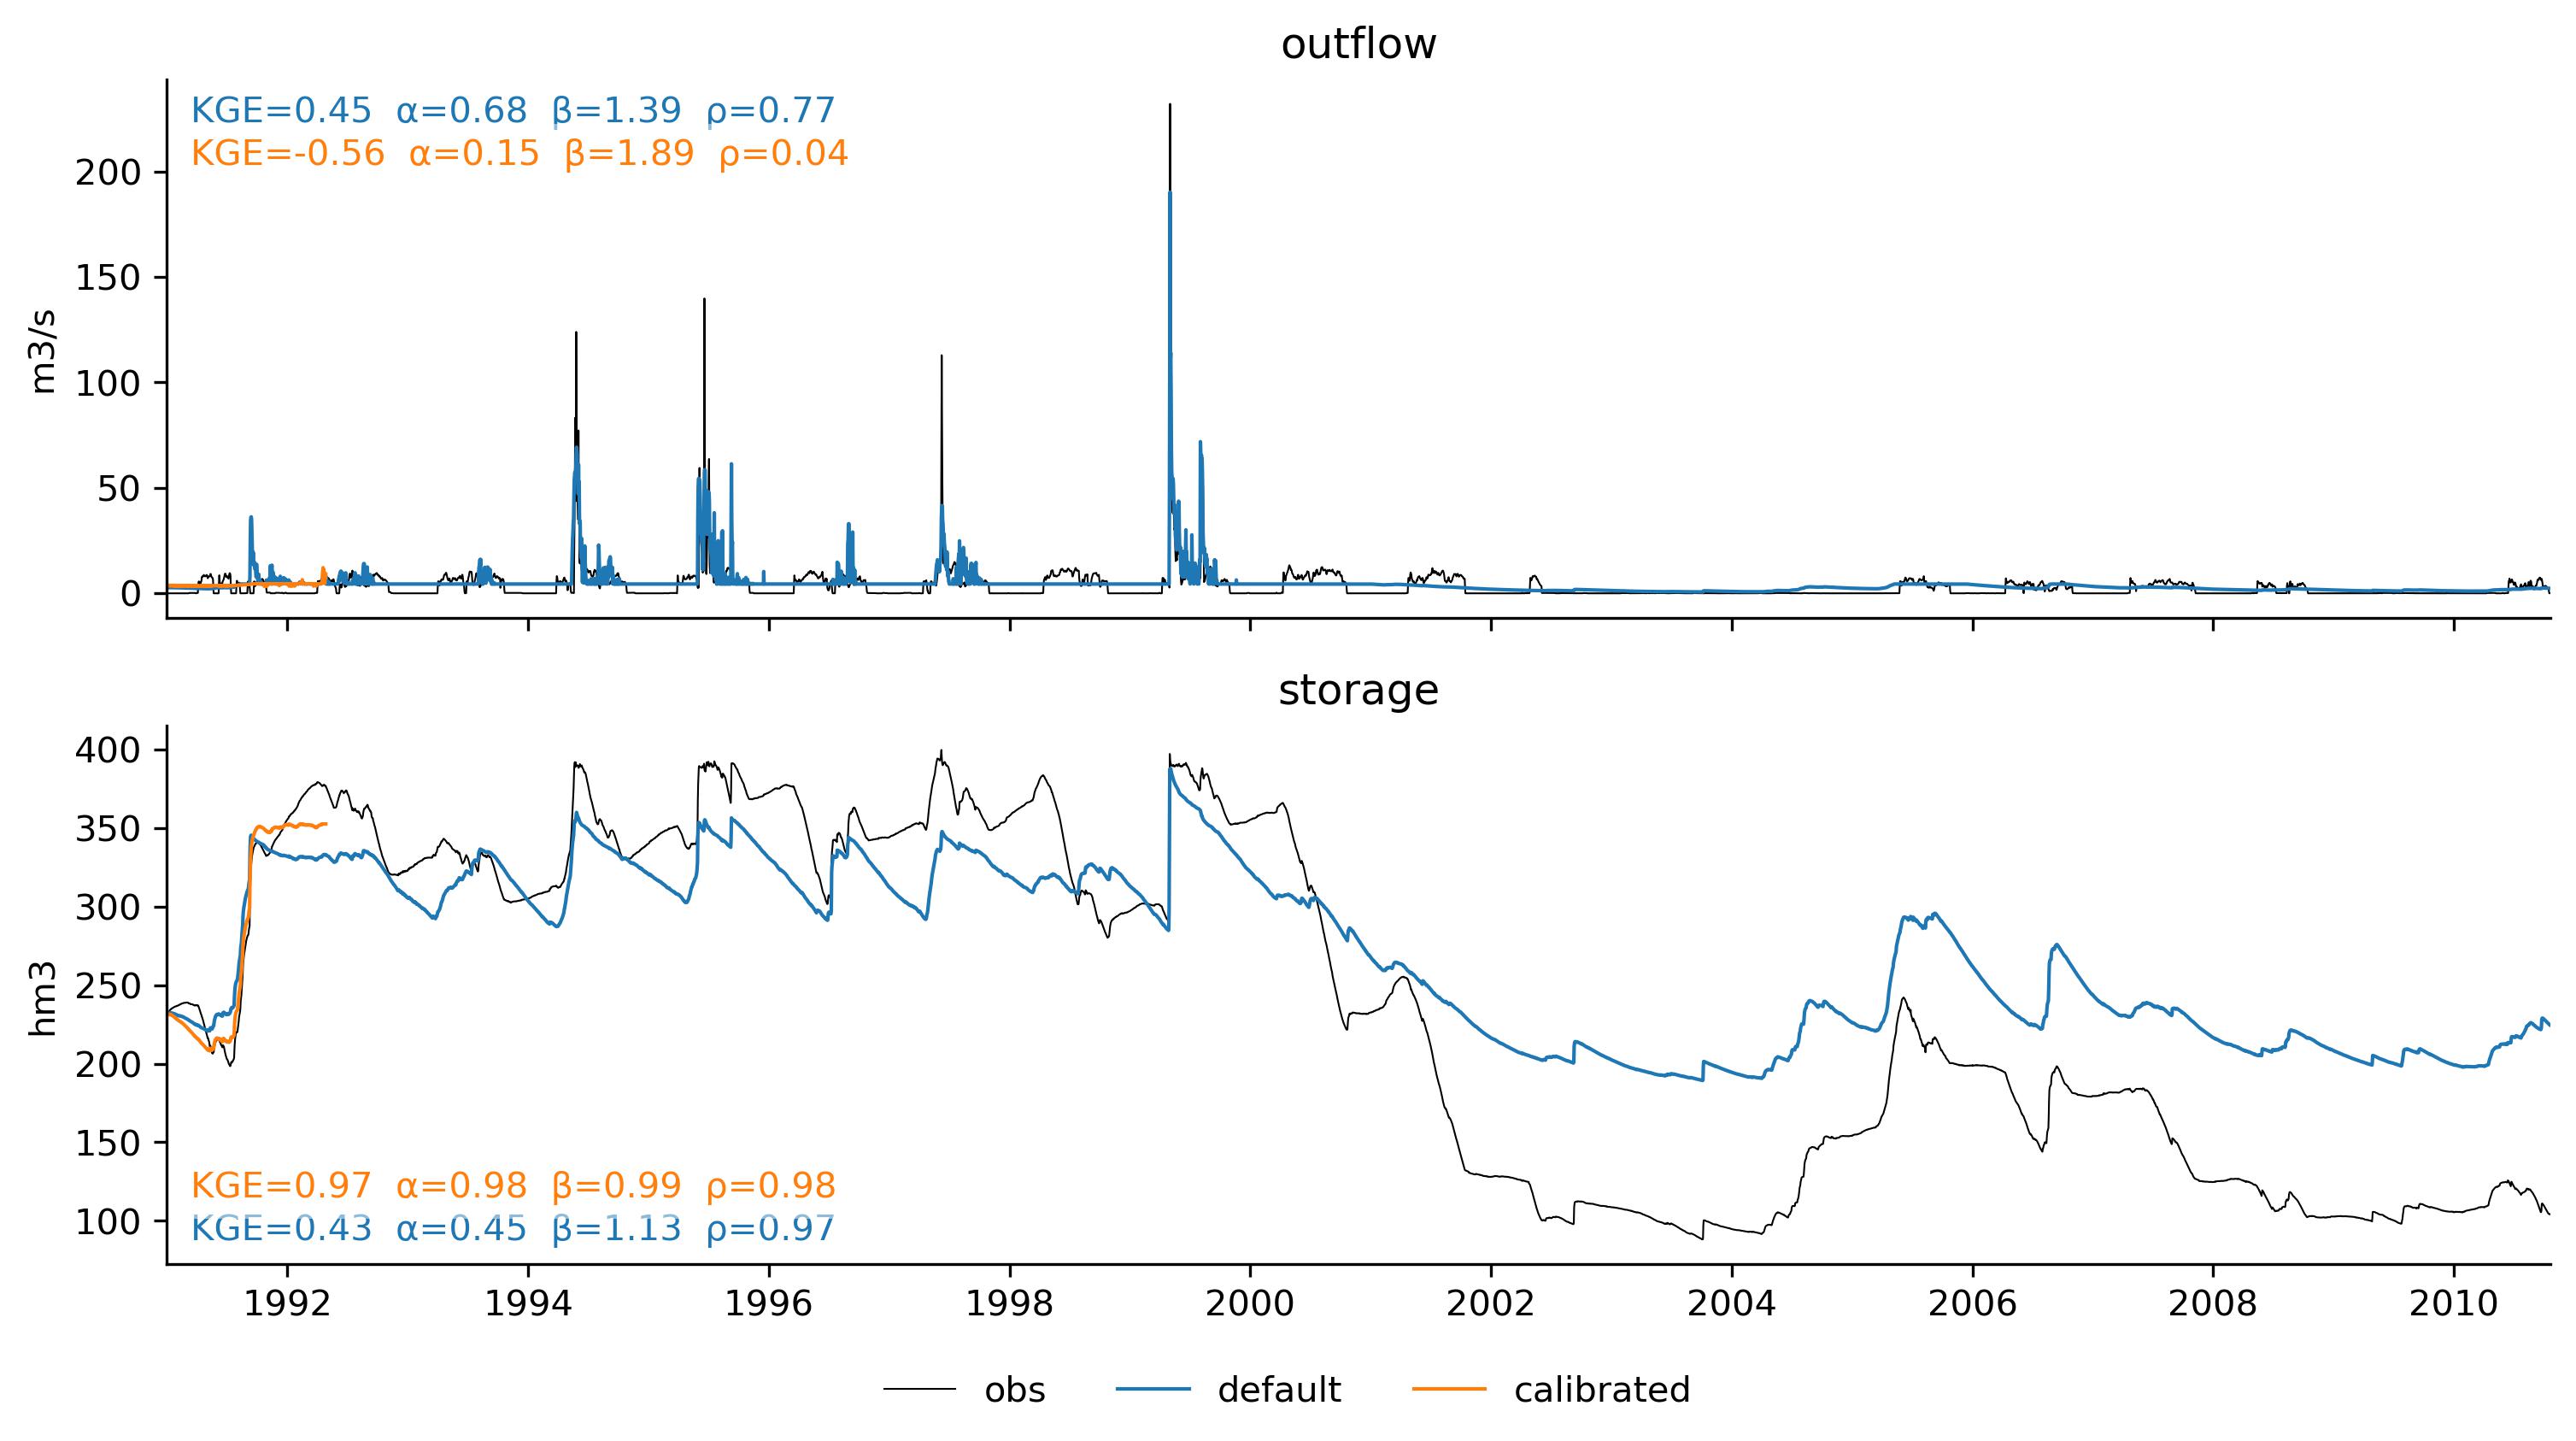 outflow
KGE=0.45 α=0.68 β=1.39 ρ=0.77
KGE=-0.56 α=0.15 β=1.89 ρ=0.04
200
150
100
50
0
m3/s
storage
400
350
300
250
200
150
100
hm3
KGE=0.97 α=0.98 β=0.99 ρ=0.98
KGE=0.43 α=0.45 β=1.13 ρ=0.97
1992 1994 1996 1998 2000 2002 2004 2006 2008 2010
obs default calibrated